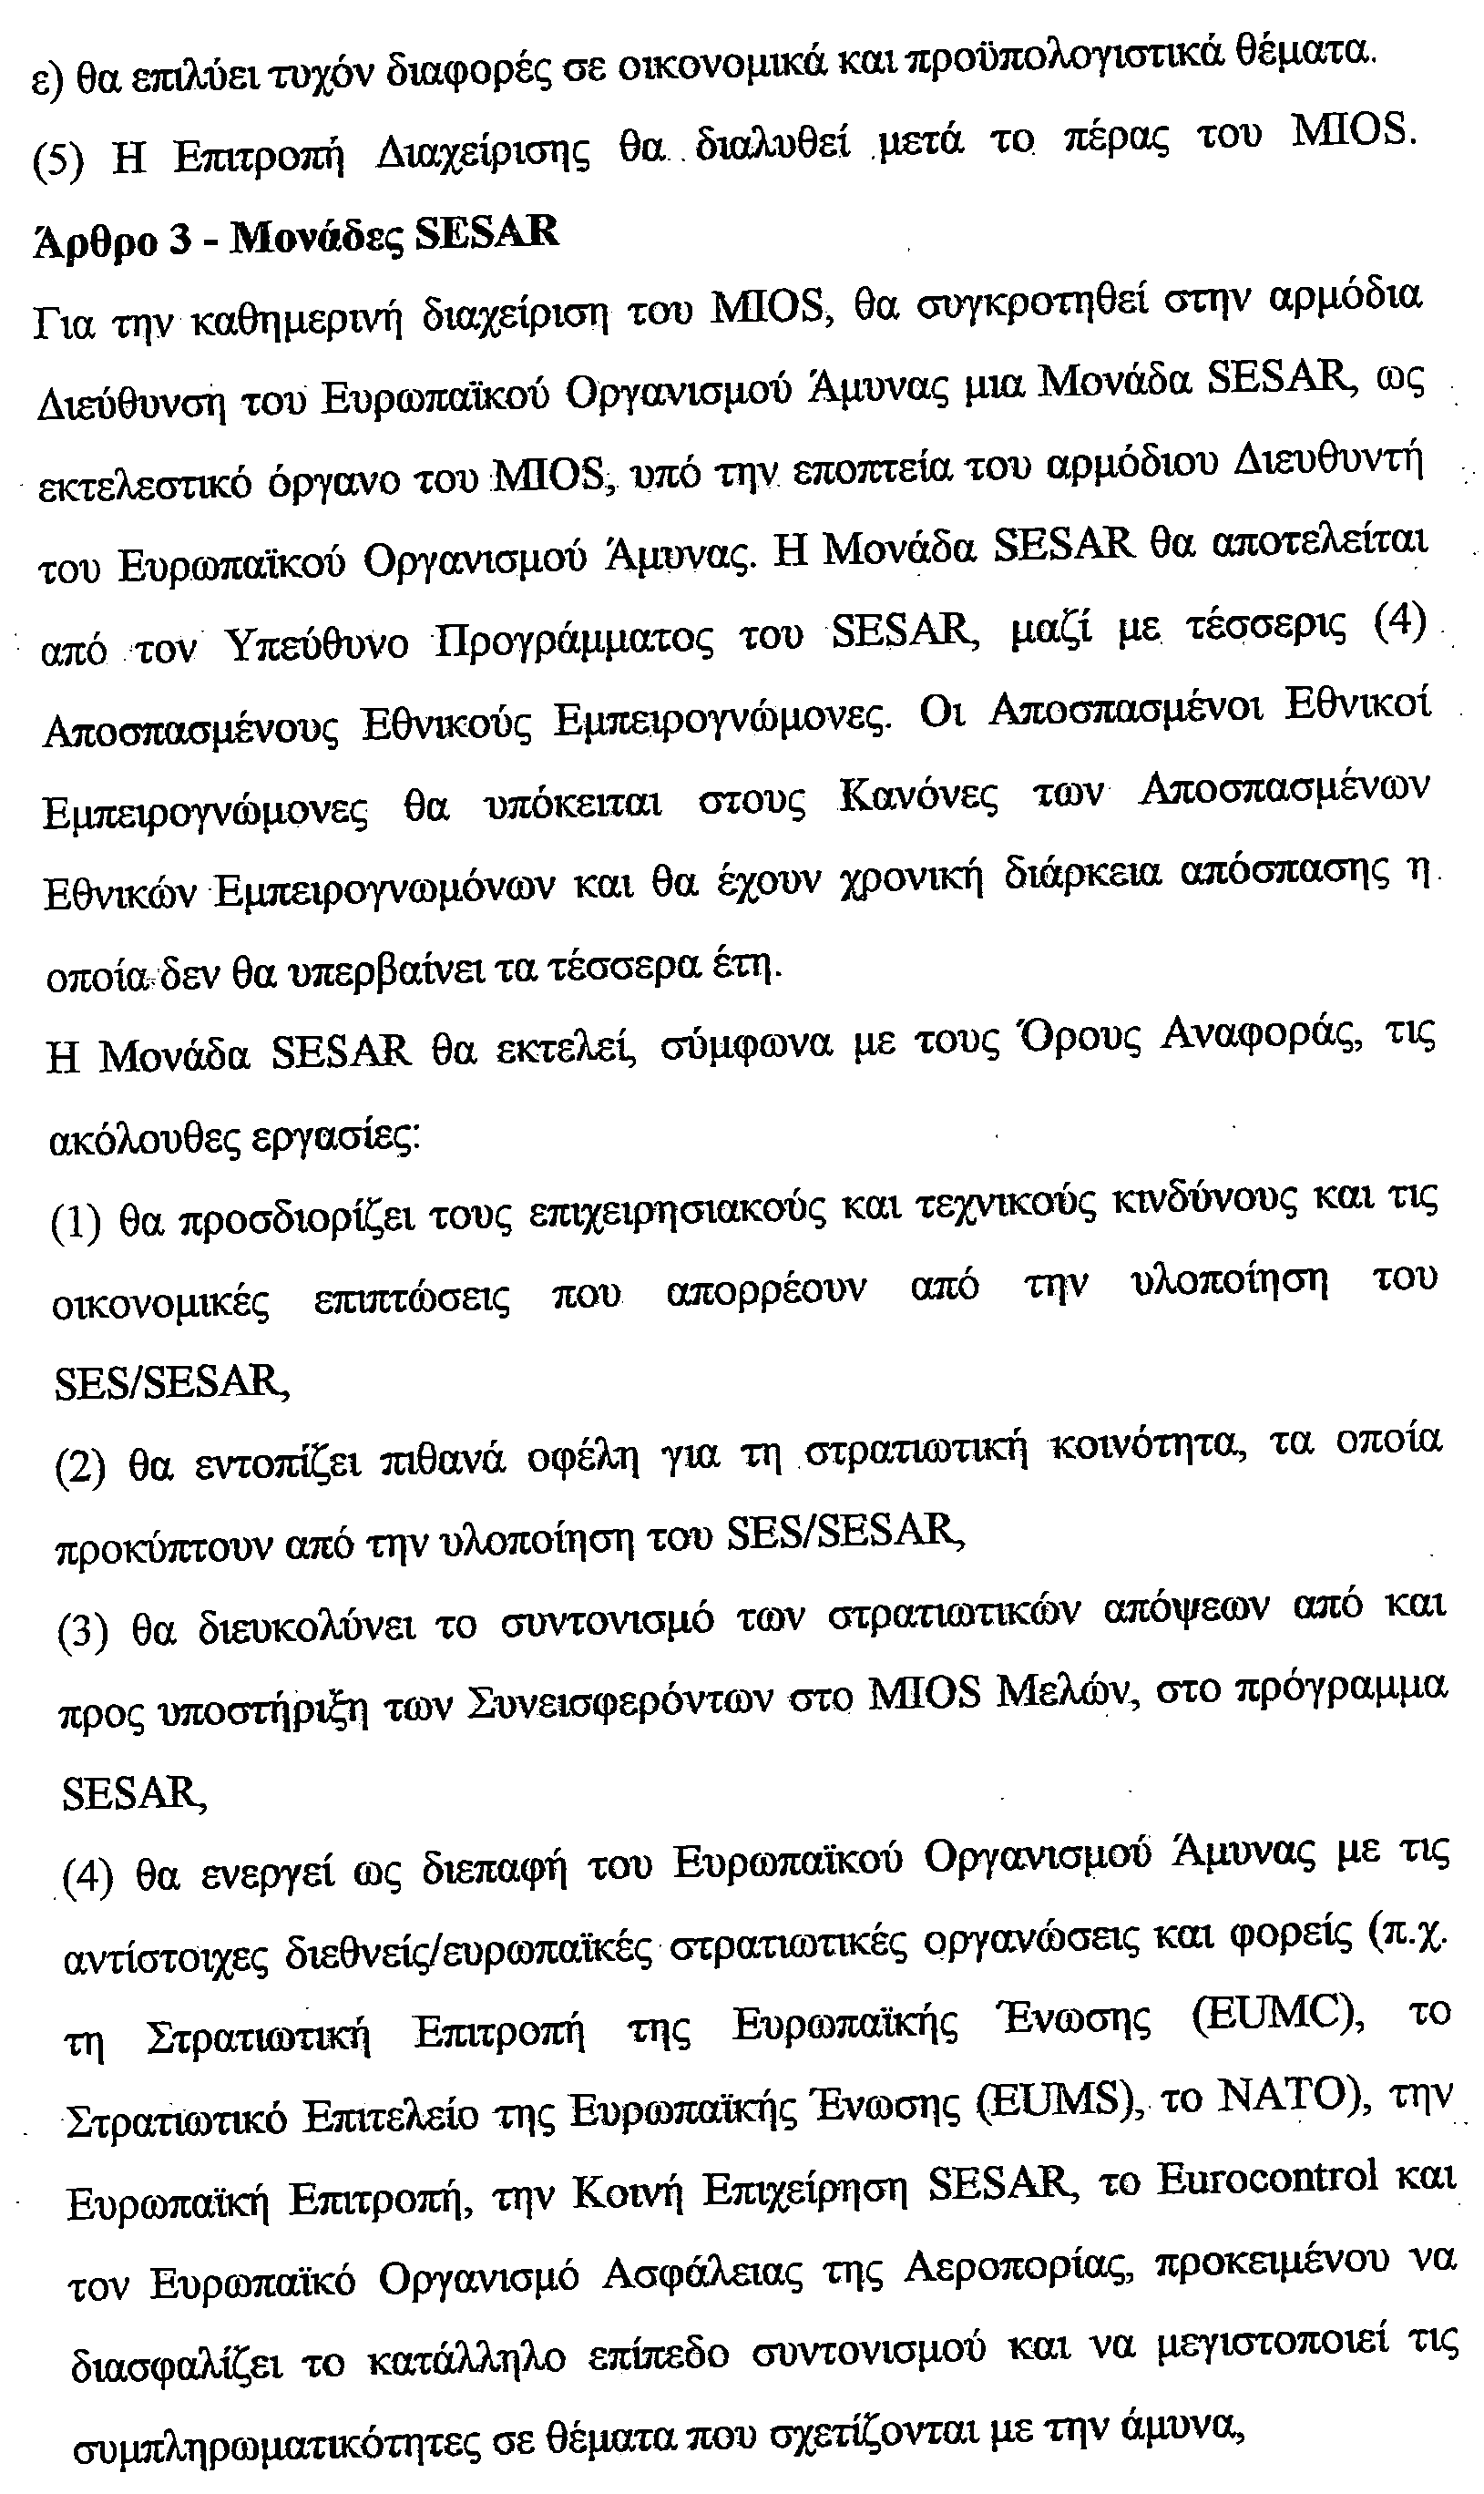 ε) θα επιλύει τυχόν διαφορές σε οικονομικά και προϋπολογιστικά θέματα.
(5) Η Επιτροπή Διαχείρισης θα διαλυθεί μετά το πέρας του MIOS.
Άρθρο 3 - Μονάδες SESAR
Για την καθημερινή διαχείριση του MIOS, θα συγκροτηθεί στην αρμόδια
Διεύθυνση του Ευρωπαϊκού Οργανισμού Άμυνας μια Μονάδα SESAR, ως
εκτελεστικό όργανο του MIOS, υπό την εποπτεία του αρμόδιου Διευθυντή
του Ευρωπαϊκού Οργανισμού Άμυνας. Η Μονάδα SESAR θα αποτελείται
από τον Υπεύθυνο Προγράμματος του SESAR, μαζί με τέσσερις (4)
Αποσπασμένους Εθνικούς Εμπειρογνώμονες. Οι Αποσπασμένοι Εθνικοί
Εμπειρογνώμονες θα υπόκειται στους Κανόνες των Αποσπασμένων
Εθνικών Εμπειρογνωμόνων και θα έχουν χρονική διάρκεια απόσπασης η
οποία δεν θα υπερβαίνει τα τέσσερα έτη.
Η Μονάδα SESAR θα εκτελεί, σύμφωνα με τους Όρους Αναφοράς, τις
ακόλουθες εργασίες:
(1) θα προσδιορίζει τους επιχειρησιακούς και τεχνικούς κινδύνους και τις
οικονομικές επιπτώσεις που απορρέουν από την υλοποίηση του
SES/SESAR,
(2) θα εντοπίζει πιθανά οφέλη για τη στρατιωτική κοινότητα, τα οποία
προκύπτουν από την υλοποίηση του SES/SESAR,
(3) θα διευκολύνει το συντονισμό των στρατιωτικών απόψεων από και
προς υποστήριξη των Συνεισφερόντων στο MIOS Μελών, στο πρόγραμμα
SESAR,
(4) θα ενεργεί ως διεπαφή του Ευρωπαϊκού Οργανισμού Άμυνας με τις
αντίστοιχες διεθνείς/ευρωπαϊκές στρατιωτικές οργανώσεις και φορείς (π.χ.
τη Στρατιωτική Επιτροπή της Ευρωπαϊκής Ένωσης (EUMC), το
Στρατιωτικό Επιτελείο της Ευρωπαϊκής Ένωσης (EUMS), το NATO), την
Ευρωπαϊκή Επιτροπή, την Κοινή Επιχείρηση SESAR, το Eurocontrol και
τον Ευρωπαϊκό Οργανισμό Ασφάλειας της Αεροπορίας, προκειμένου να
διασφαλίζει το κατάλληλο επίπεδο συντονισμού και να μεγιστοποιεί τις
συμπληρωματικότητες σε θέματα που σχετίζονται με την άμυνα,